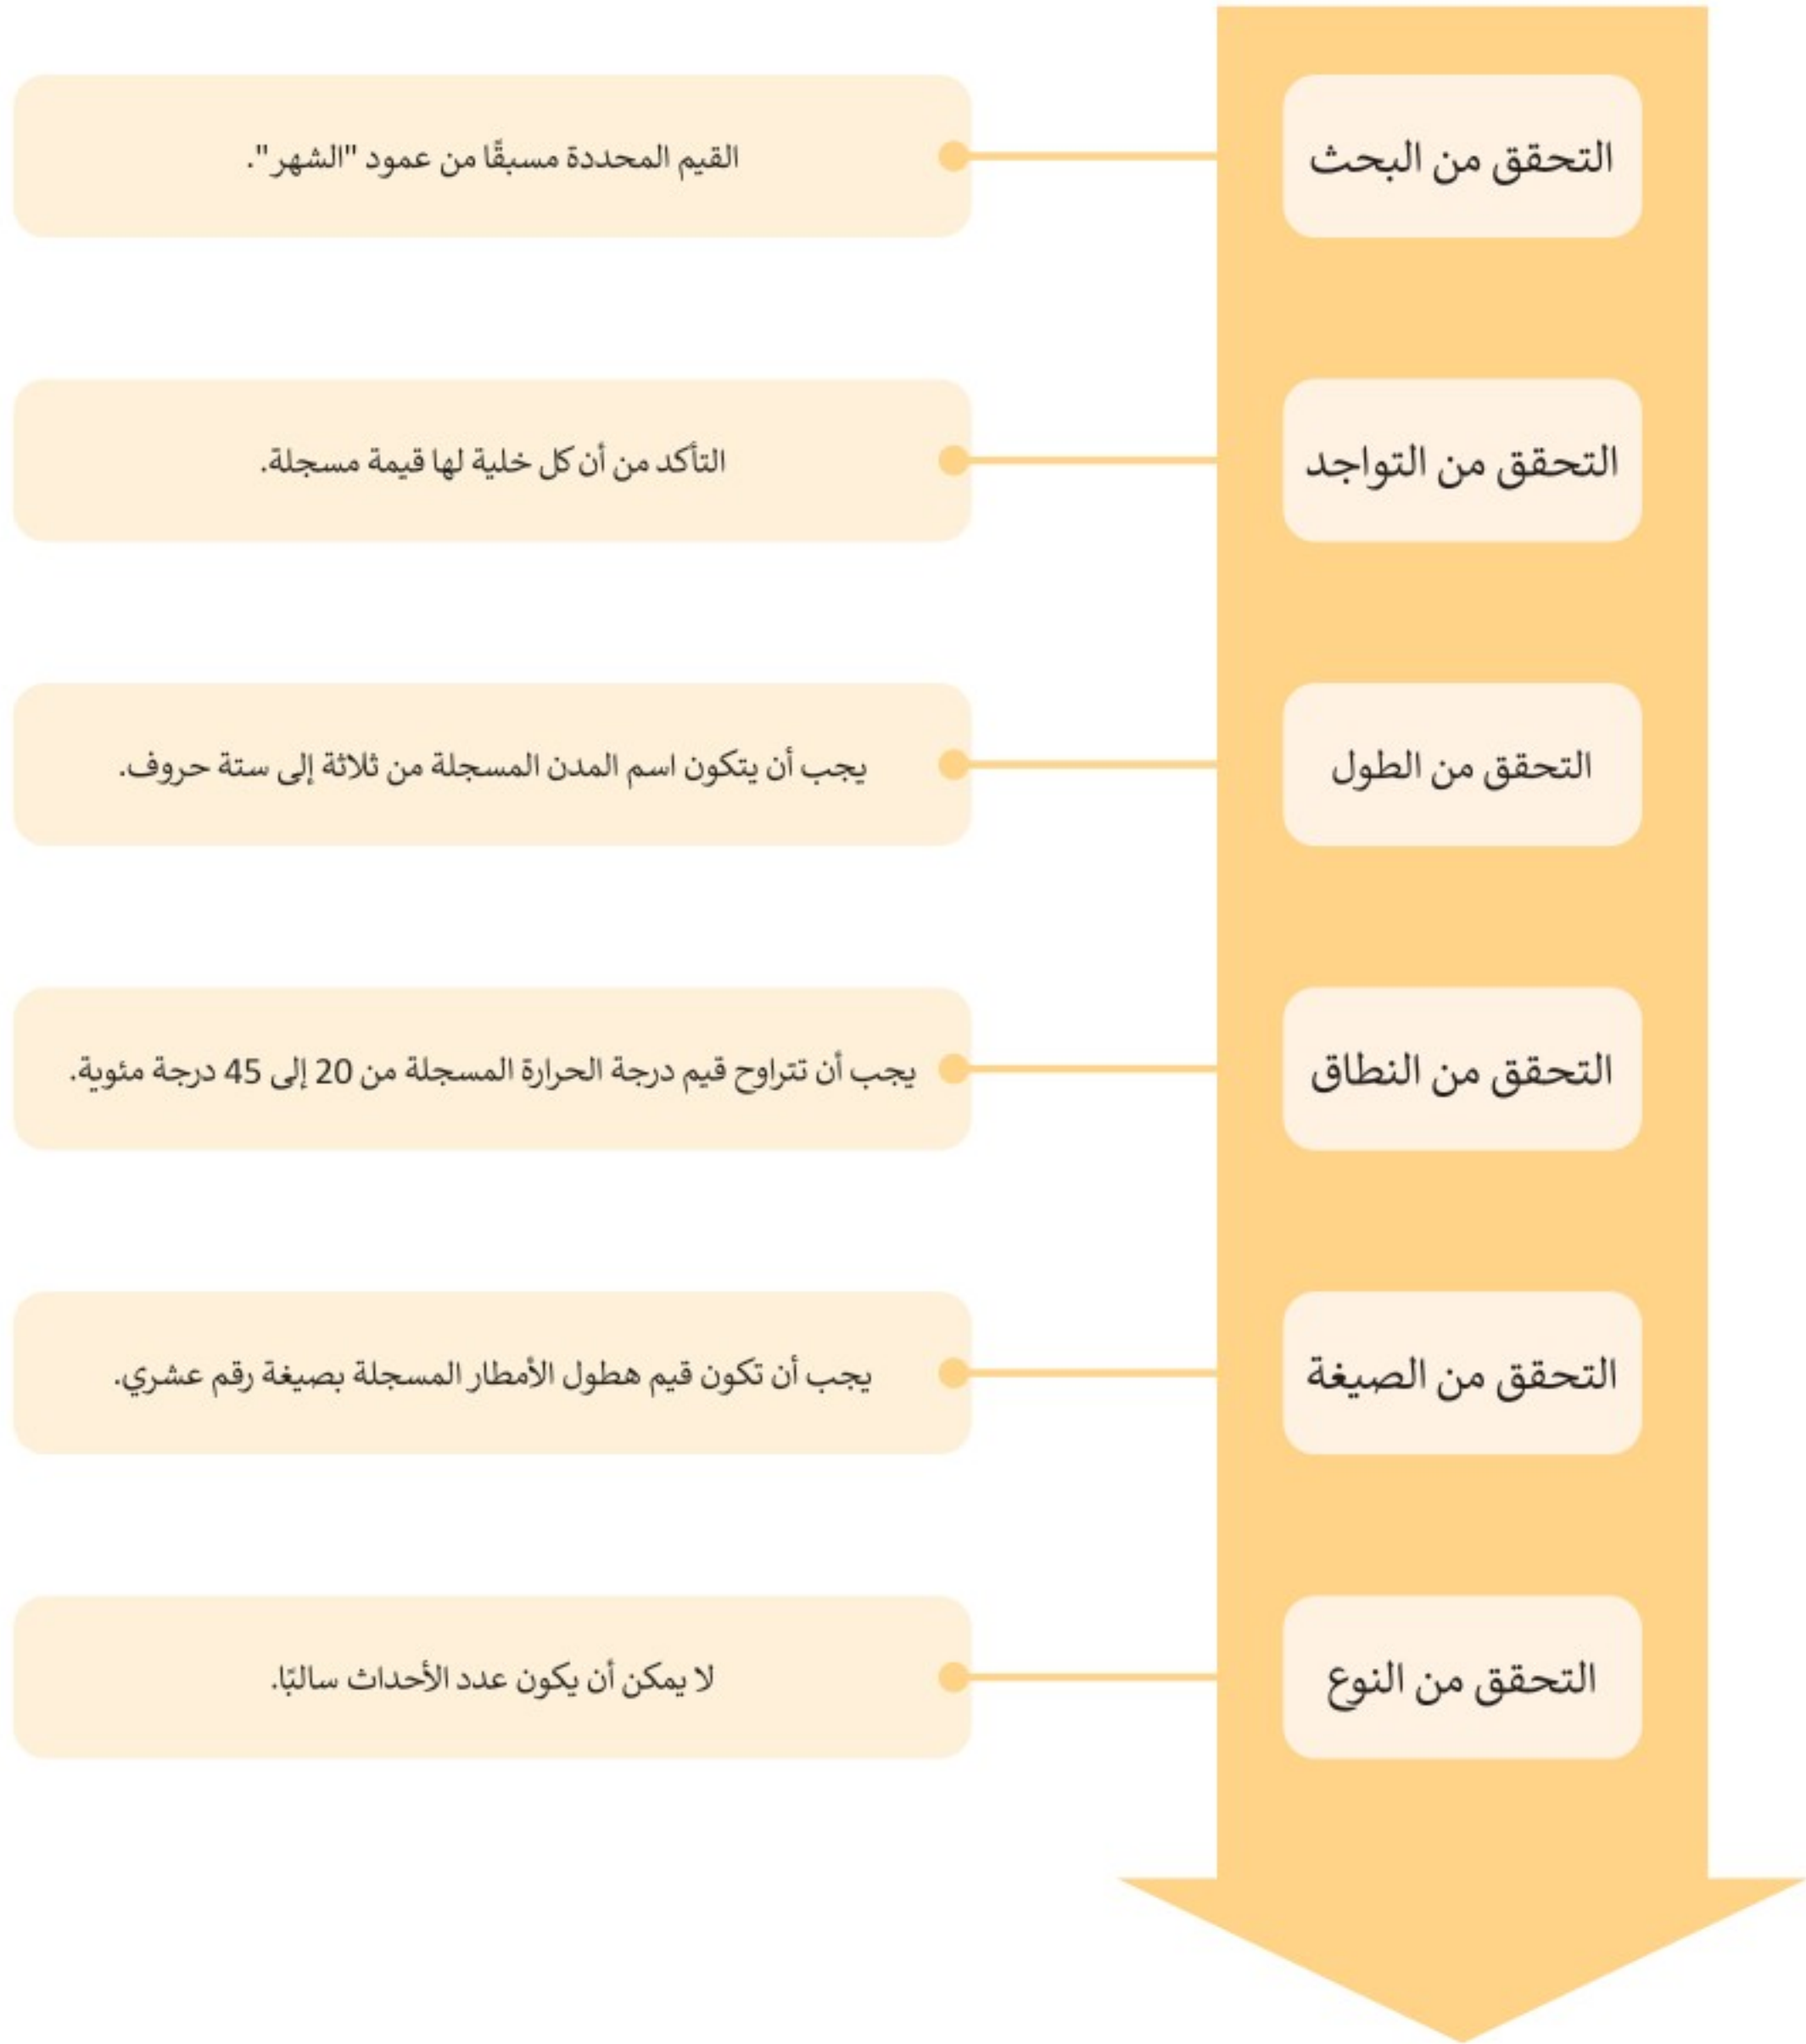 التحقق من البحث
القيم المحددة مسبقًا من عمود "الشهر".
التحقق من التواجد
التأكد من أن كل خلية لها قيمة مسجلة.
التحقق من الطول
يجب أن يتكون اسم المدن المسجلة من ثلاثة إلى ستة حروف.
التحقق من النطاق
يجب أن تتراوح قيم درجة الحرارة المسجلة من 20 إلى 45 درجة مئوية.
التحقق من الصيغة
يجب أن تكون قيم هطول الأمطار المسجلة بصيغة رقم عشري.
التحقق من النوع
لا يمكن أن يكون عدد الأحداث سالبًا.